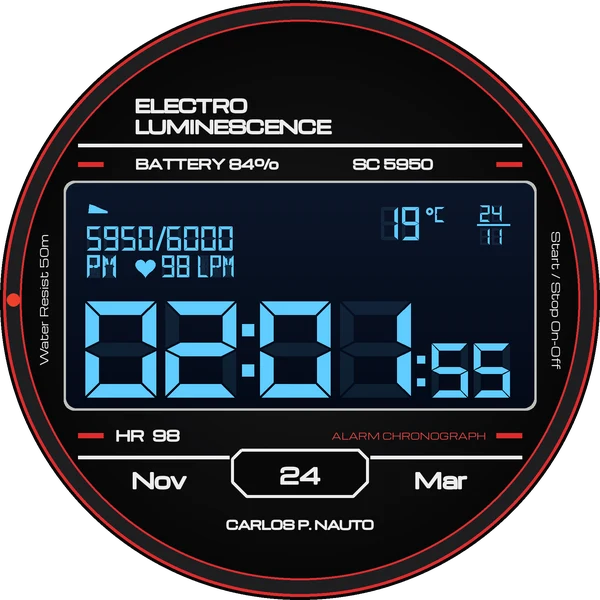 ELECTRO
LUMINESCENCE
BATTERY 84% SC 5950
19 °C 24
11
5950/6000
PM 98 LPM
02:01:55
Water Resist 50m
Start / Stop On-Off
HR 98 ALARM CHRONOGRAPH
Nov 24 Mar
CARLOS P. NAUTO